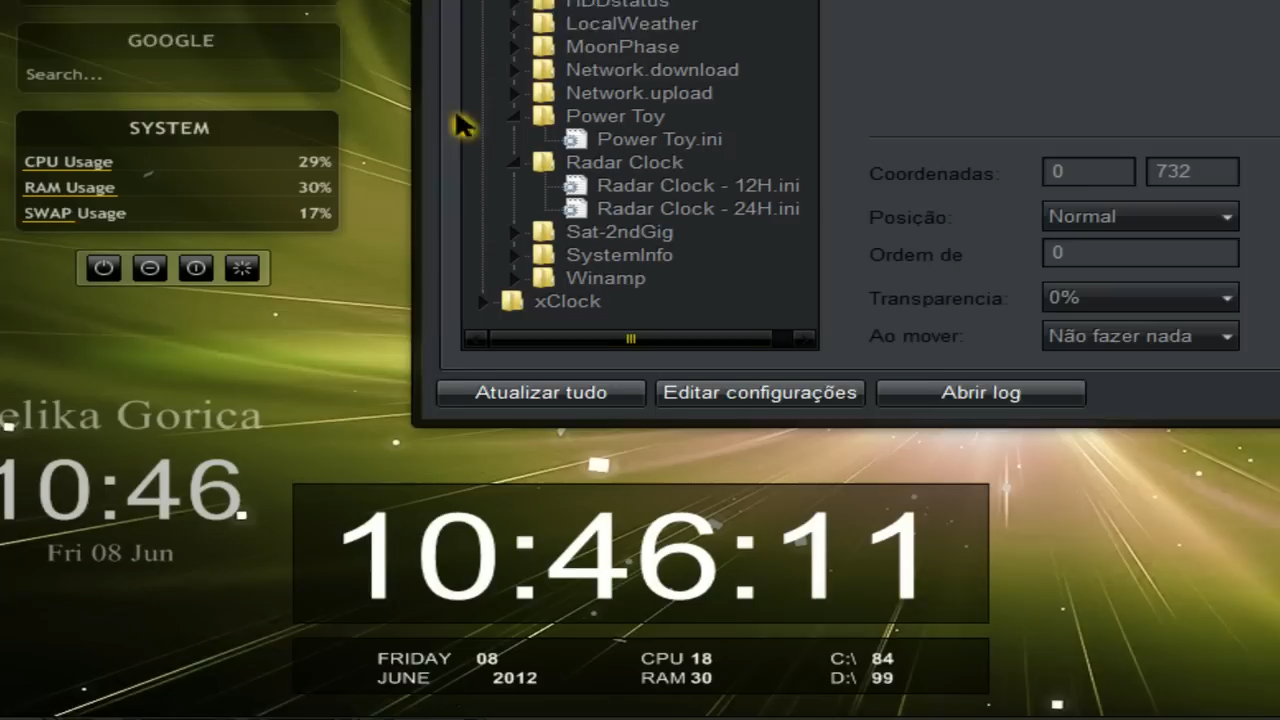 GOOGLE
Search...
SYSTEM
CPU Usage 29%
RAM Usage 30%
SWAP Usage 17%
elika Gorica
10:46
Fri 08 Jun
HDDstatus
LocalWeather
MoonPhase
Network.download
Network.upload
Power Toy
Power Toy.ini
Radar Clock
Radar Clock - 12H.ini
Radar Clock - 24H.ini
Sat-2ndGig
SystemInfo
Winamp
xClock
Coordenadas: 0 732
Posição: Normal
Ordem de 0
Transparencia: 0%
Ao mover: Não fazer nada
Atualizar tudo Editar configurações Abrir log
10:46:11
FRIDAY 08 CPU 18 C:\ 84
JUNE 2012 RAM 30 D:\ 99